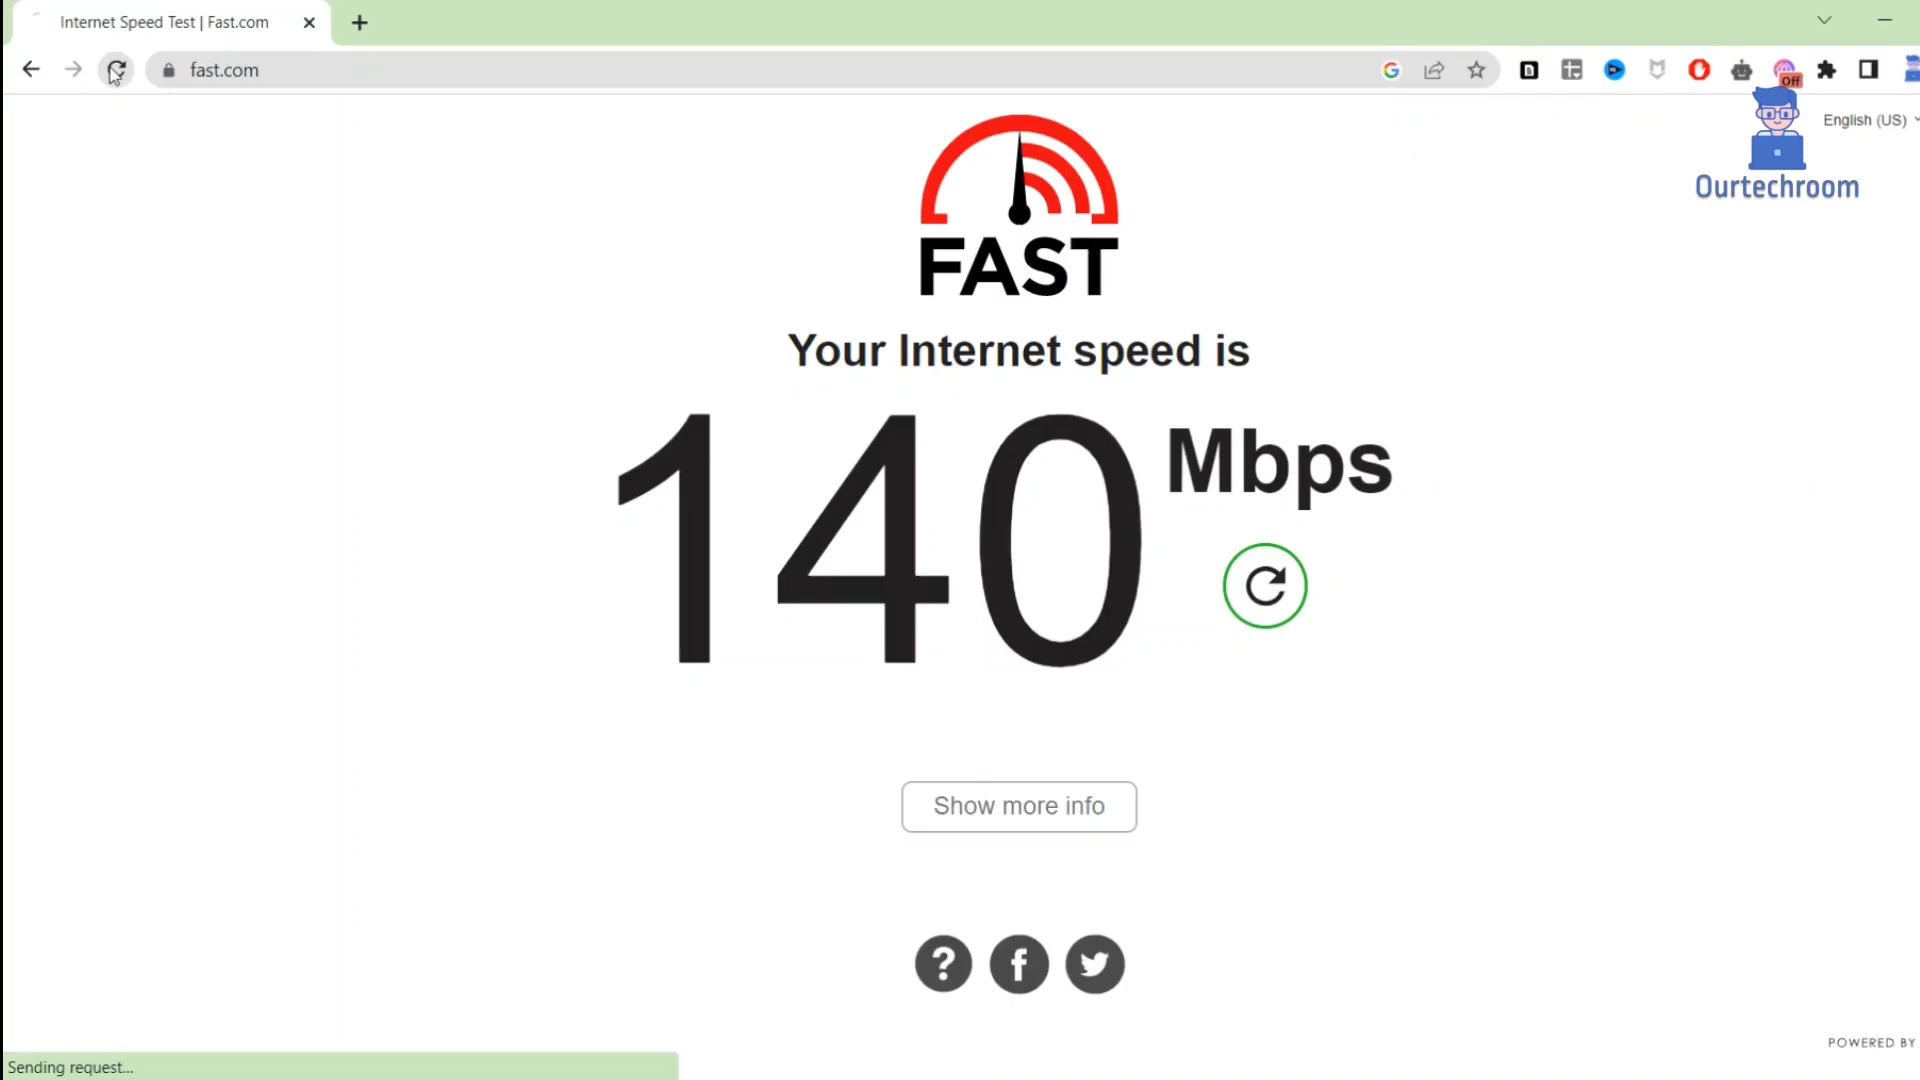 Internet Speed Test | Fast.com
fast.com
Off
English (US)
Ourtechroom
FAST
Your Internet speed is
140 Mbps
Show more info
POWERED BY
Sending request...